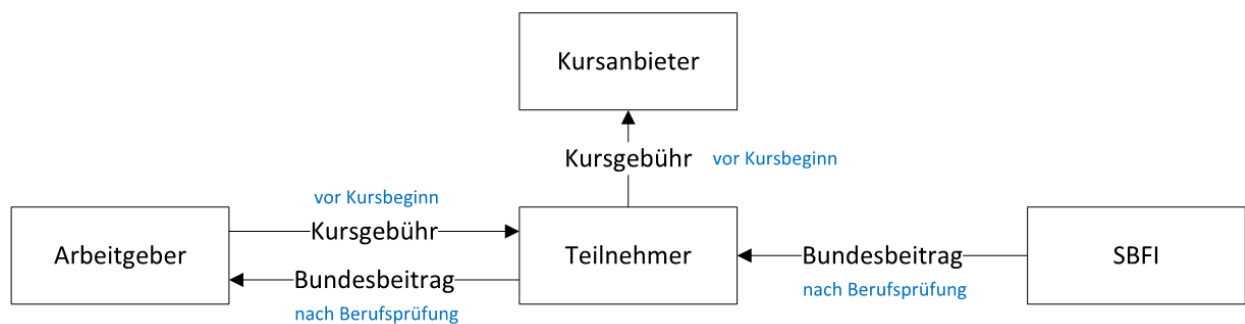 Kursanbieter
Kursgebühr vor Kursbeginn
vor Kursbeginn
Kursgebühr
Arbeitgeber
Teilnehmer
Bundesbeitrag
SBFI
Bundesbeitrag
nach Berufsprüfung
nach Berufsprüfung